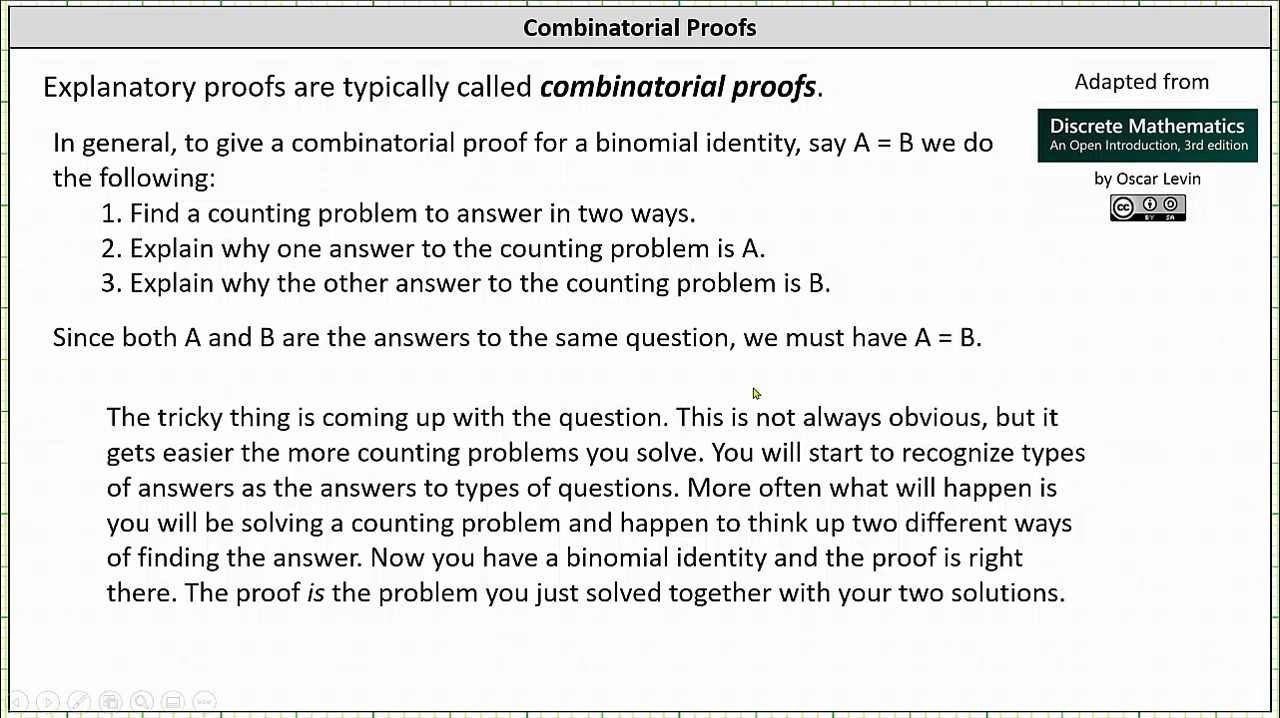 Combinatorial Proofs
Explanatory proofs are typically called combinatorial proofs.
Adapted from
Discrete Mathematics
An Open Introduction, 3rd edition
by Oscar Levin
CC BY SA
In general, to give a combinatorial proof for a binomial identity, say A = B we do
the following:
1. Find a counting problem to answer in two ways.
2. Explain why one answer to the counting problem is A.
3. Explain why the other answer to the counting problem is B.
Since both A and B are the answers to the same question, we must have A = B.
The tricky thing is coming up with the question. This is not always obvious, but it
gets easier the more counting problems you solve. You will start to recognize types
of answers as the answers to types of questions. More often what will happen is
you will be solving a counting problem and happen to think up two different ways
of finding the answer. Now you have a binomial identity and the proof is right
there. The proof is the problem you just solved together with your two solutions.